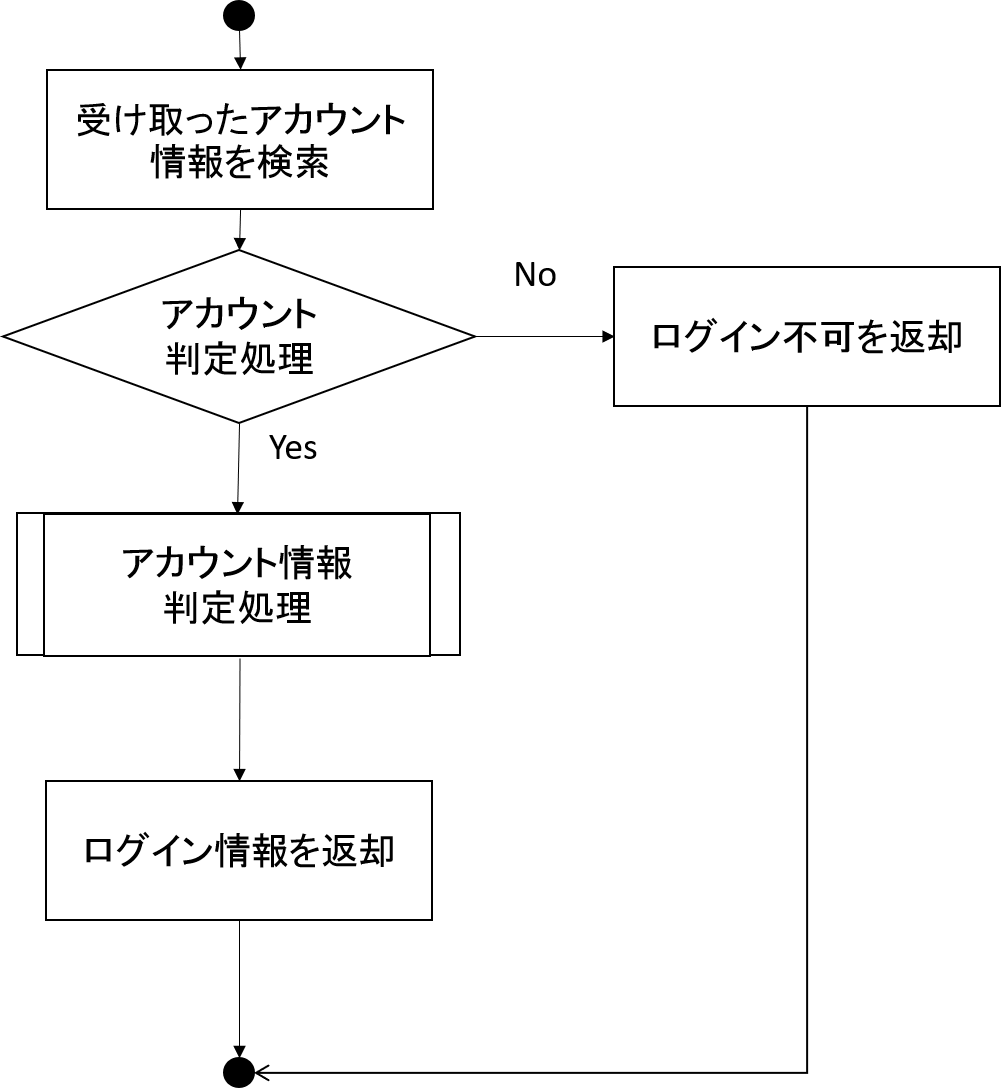 受け取ったアカウント
情報を検索
アカウント
判定処理
No
ログイン不可を返却
Yes
アカウント情報
判定処理
ログイン情報を返却